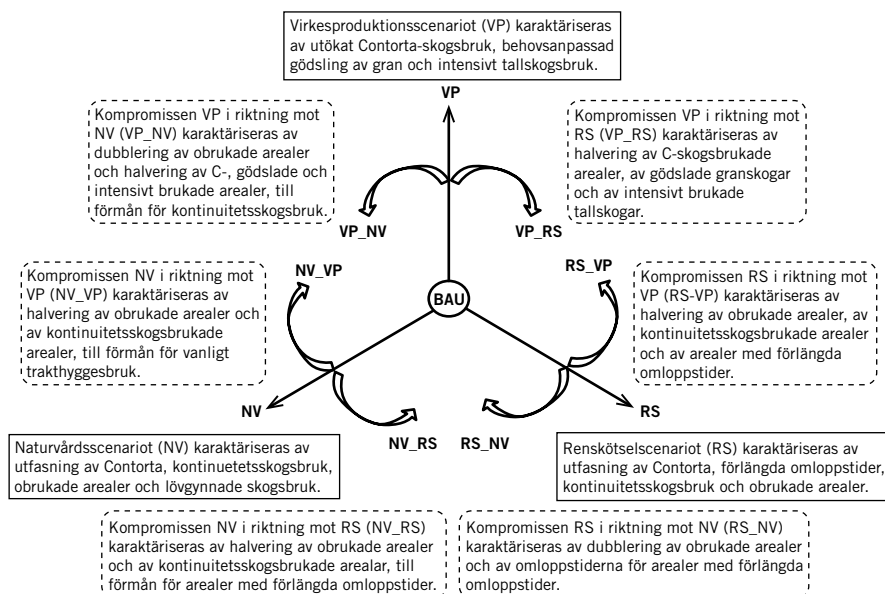 Virkesproduktionsscenariot (VP) karaktäriseras
av utökat Contorta-skogsbruk, behovsanpassad
gödsling av gran och intensivt tallskogsbruk.
VP
Kompromissen VP i riktning mot
NV (VP_NV) karaktäriseras av
dubblering av obrukade arealer
och halvering av C-, gödslade och
intensivt brukade arealer, till
förmån för kontinuitetsskogsbruk.
Kompromissen VP i riktning mot
RS (VP_RS) karaktäriseras av
halvering av C-skogsbrukade
arealer, av gödslade granskogar
och av intensivt brukade
tallskogar.
VP_NV
VP_RS
NV_VP
RS_VP
Kompromissen NV i riktning mot
VP (NV_VP) karaktäriseras av
halvering av obrukade arealer och
av kontinuitetsskogsbrukade
arealer, till förmån för vanligt
trakthyggesbruk.
BAU
Kompromissen RS i riktning mot
VP (RS-VP) karaktäriseras av
halvering av obrukade arealer, av
kontinuitetsskogsbrukade arealer
och av arealer med förlängda
omloppstider.
NV
RS
NV_RS
RS_NV
Naturvårdsscenariot (NV) karaktäriseras av
utfasning av Contorta, kontinuetetsskogsbruk,
obrukade arealer och lövgynnade skogsbruk.
Renskötselscenariot (RS) karaktäriseras av
utfasning av Contorta, förlängda omloppstider,
kontinuitetsskogsbruk och obrukade arealer.
Kompromissen NV i riktning mot RS (NV_RS)
karaktäriseras av halvering av obrukade arealer
och av kontinuitetsskogsbrukade arealar, till
förmån för arealer med förlängda omloppstider.
Kompromissen RS i riktning mot NV (RS_NV)
karaktäriseras av dubblering av obrukade arealer
och av omloppstiderna för arealer med förlängda
omloppstider.